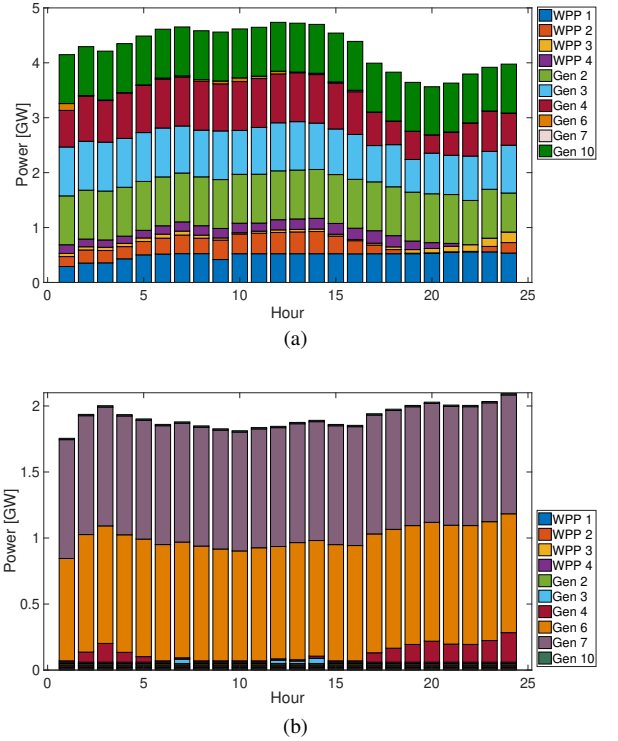 5
4
3
2
1
0
Power [GW]
0 5 10 15 20 25
Hour
WPP 1
WPP 2
WPP 3
WPP 4
Gen 2
Gen 3
Gen 4
Gen 6
Gen 7
Gen 10
(a)
2
1.5
1
0.5
0
Power [GW]
0 5 10 15 20 25
Hour
WPP 1
WPP 2
WPP 3
WPP 4
Gen 2
Gen 3
Gen 4
Gen 6
Gen 7
Gen 10
(b)